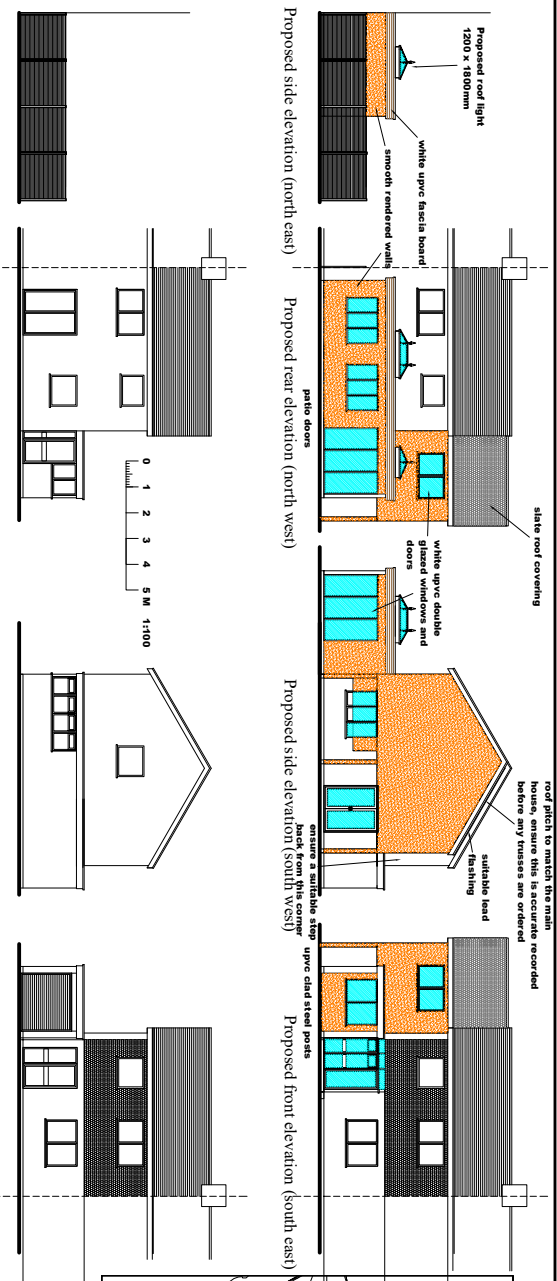 Proposed roof light
1200 x 1800mm
white upvc fascia board
smooth rendered walls
Proposed side elevation (north east)
slate roof covering
white upvc double
glazed windows and
doors
patio doors
Proposed rear elevation (north west)
roof pitch to match the main
house, ensure this is accurate recorded
before any trusses are ordered
suitable lead
flashing
ensure a suitable step
back from this corner
Proposed side elevation (south west)
upvc clad steel posts
Proposed front elevation (south east)
0 1 2 3 4 5 M 1:100